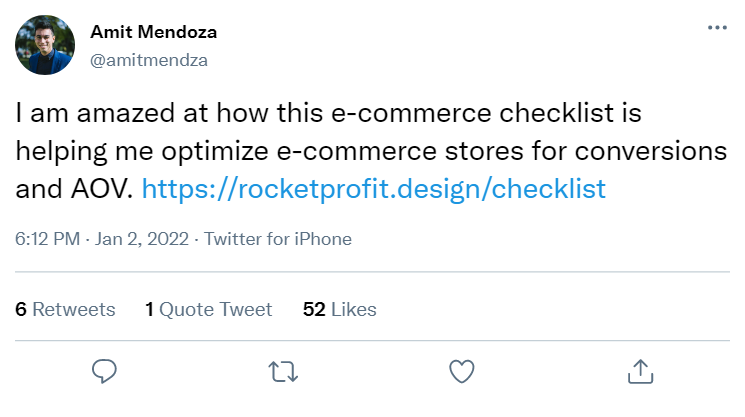 Amit Mendoza
@amitmendza
I am amazed at how this e-commerce checklist is
helping me optimize e-commerce stores for conversions
and AOV. https://rocketprofit.design/checklist
6:12 PM · Jan 2, 2022 · Twitter for iPhone
6 Retweets 1 Quote Tweet 52 Likes